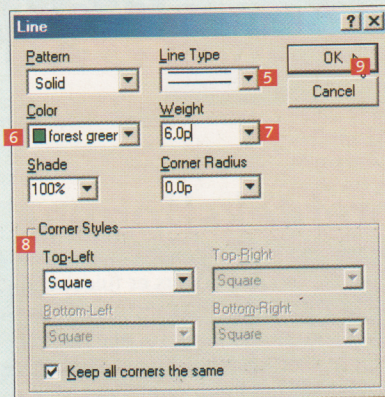 Line
Pattern
Line Type
OK
9
Solid
5
Cancel
Color
Weight
6
forest greer
6,0p
7
Shade
Corner Radius
100%
0,0p
Corner Styles
8
Top-Left
Top-Right
Square
Square
Bottom-Left
Bottom-Right
Square
Square
Keep all corners the same